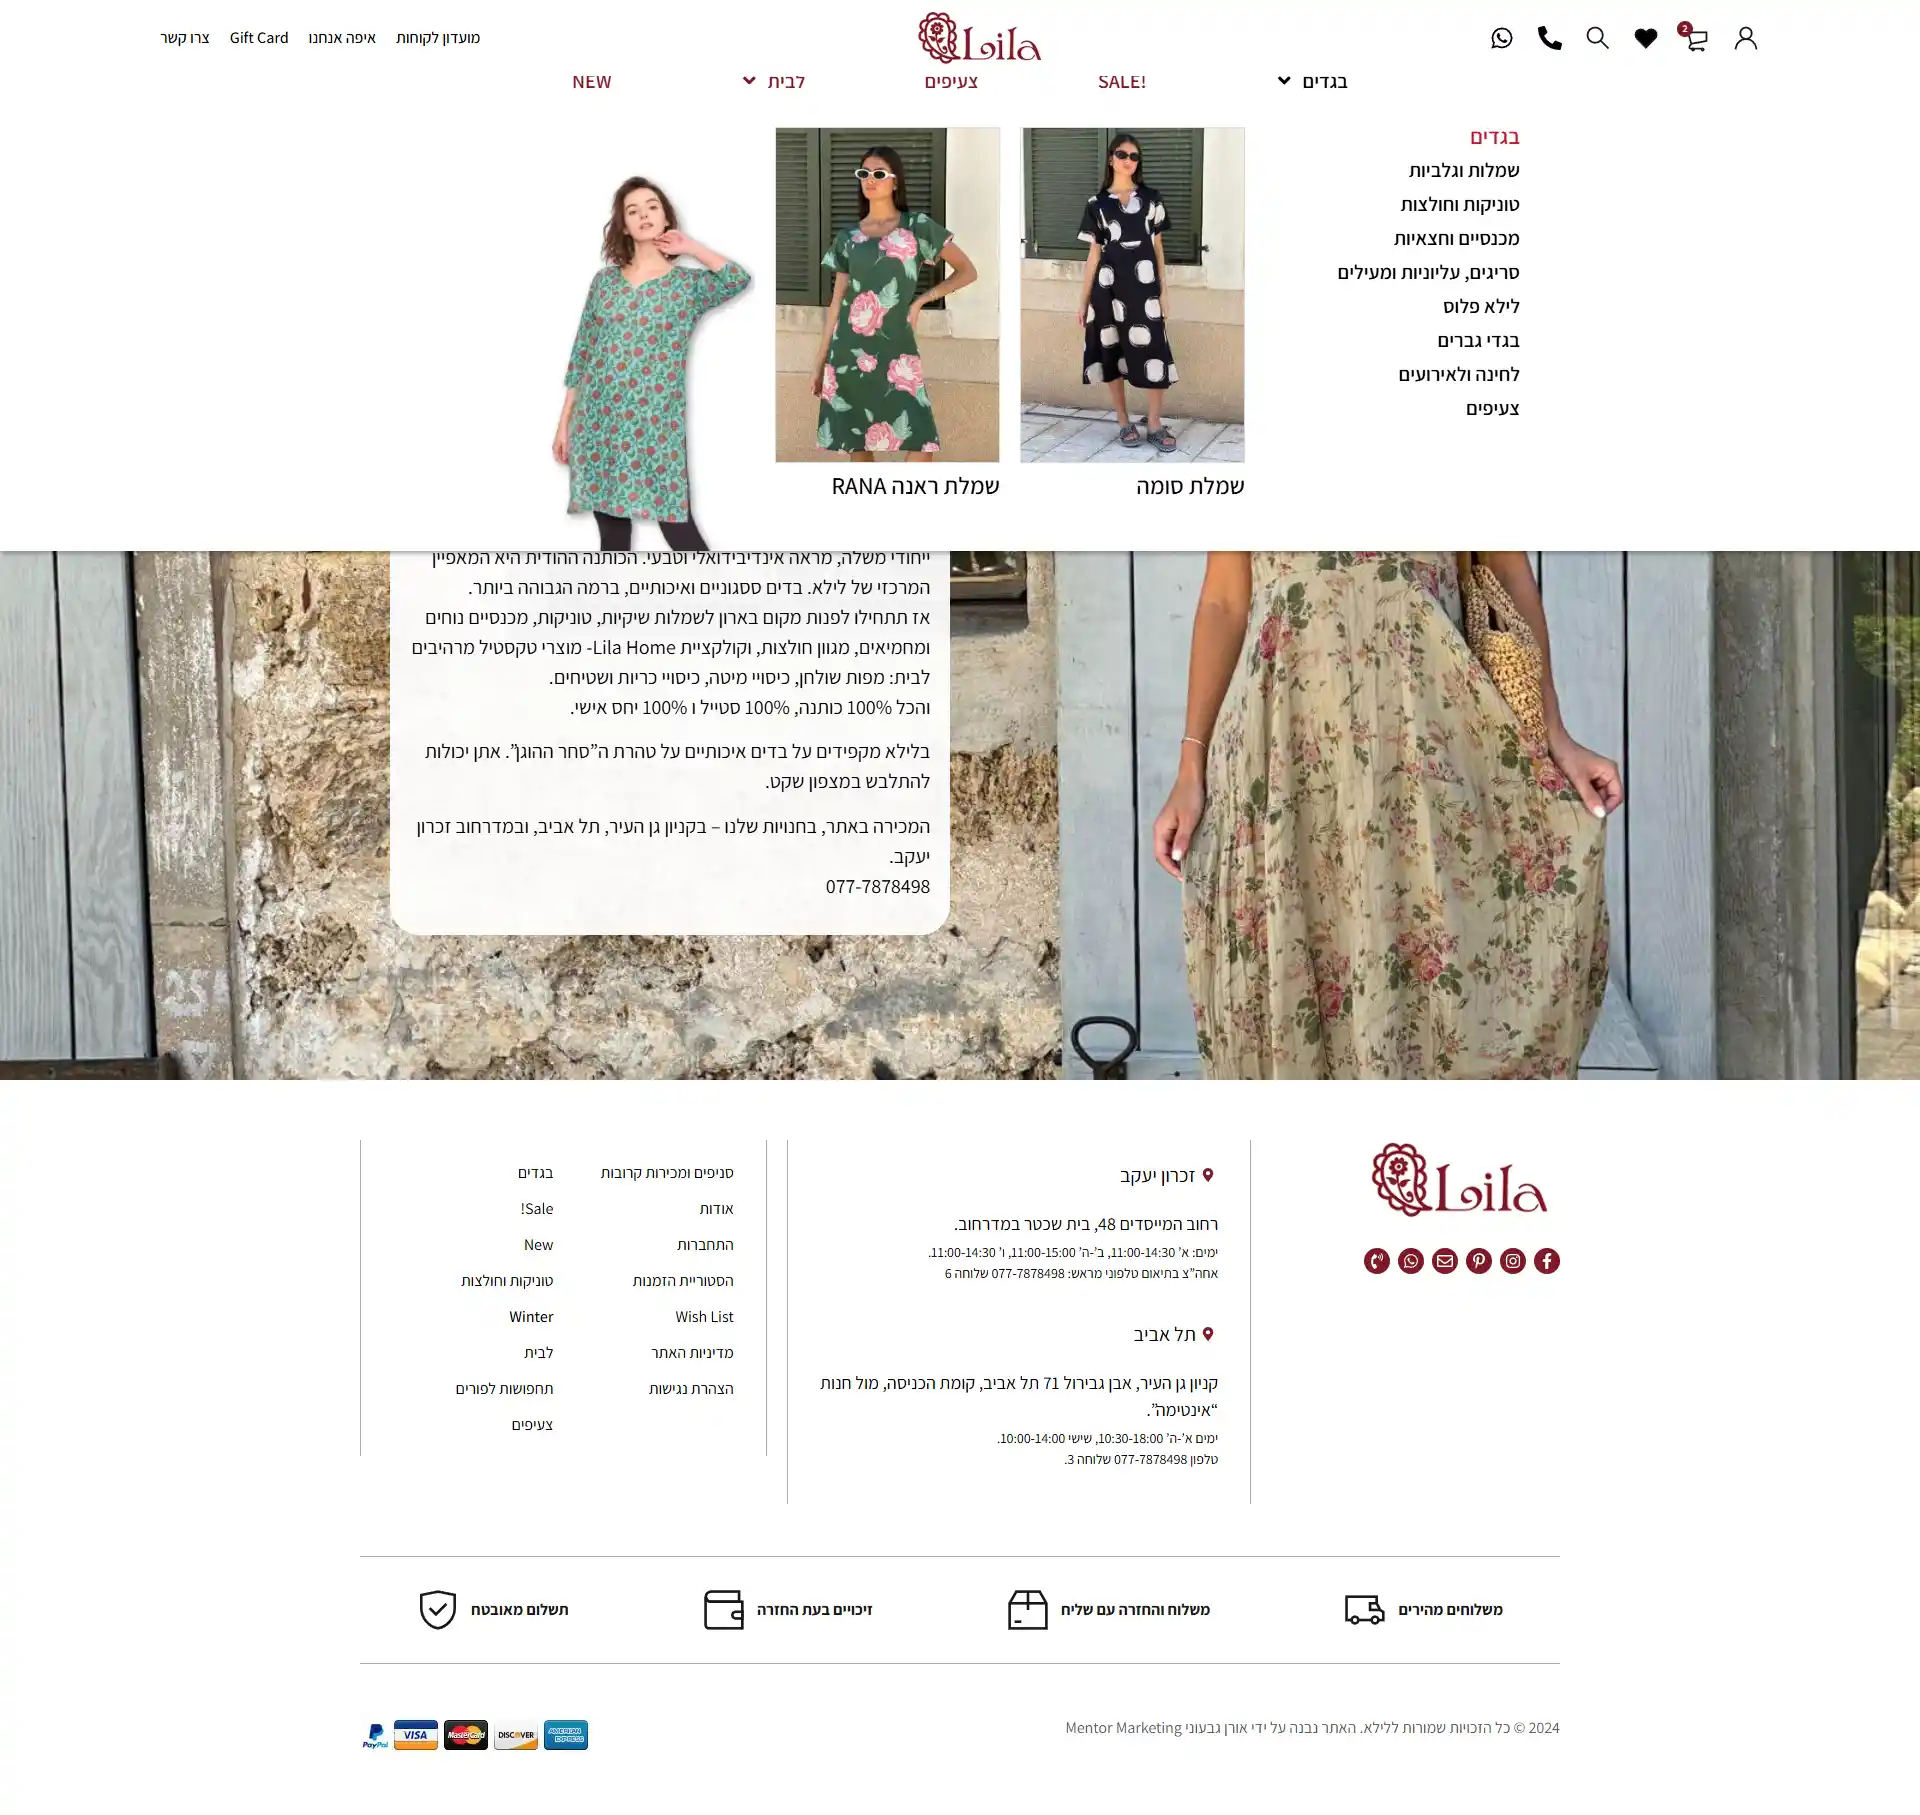 2
Lila
מועדון לקוחות
איפה אנחנו
Gift Card
צרו קשר
בגדים
SALE!
צעיפים
לבית
NEW
בגדים
שמלות וגלביות
טוניקות וחולצות
מכנסיים וחצאיות
סריגים, עליוניות ומעילים
לילא פלוס
בגדי גברים
לחינה ולאירועים
צעיפים
שמלת סומה
שמלת ראנה RANA
ייחודי משלה, מראה אינדיבידואלי וטבעי. הכותנה ההודית היא המאפיין
המרכזי של לילא. בדים ססגוניים ואיכותיים, ברמה הגבוהה ביותר.
אז תתחילו לפנות מקום בארון לשמלות שיקיות, טוניקות, מכנסיים נוחים
ומחמיאים, מגוון חולצות, וקולקציית Lila Home- מוצרי טקסטיל מרהיבים
לבית: מפות שולחן, כיסויי מיטה, כיסויי כריות ושטיחים.
והכל 100% כותנה, 100% סטייל ו 100% יחס אישי.
בלילא מקפידים על בדים איכותיים על טהרת ה”סחר ההוגן”. אתן יכולות
להתלבש במצפון שקט.
המכירה באתר, בחנויות שלנו – בקניון גן העיר, תל אביב, ובמדרחוב זכרון
יעקב.
077-7878498
Lila
זכרון יעקב
רחוב המייסדים 48, בית שכטר במדרחוב.
ימים: א’ 11:00-14:30, ב’-ה’ 11:00-15:00, ו’ 11:00-14:30.
אחה”צ בתיאום טלפוני מראש: 077-7878498 שלוחה 6
תל אביב
קניון גן העיר, אבן גבירול 71 תל אביב, קומת הכניסה, מול חנות
“אינטימה”.
ימים א’-ה’ 10:30-18:00, שישי 10:00-14:00.
טלפון 077-7878498 שלוחה 3.
סניפים ומכירות קרובות
אודות
התחברות
הסטוריית הזמנות
Wish List
מדיניות האתר
הצהרת נגישות
בגדים
Sale!
New
טוניקות וחולצות
Winter
לבית
תחפושות לפורים
צעיפים
משלוחים מהירים
משלוח והחזרה עם שליח
זיכויים בעת החזרה
תשלום מאובטח
2024 © כל הזכויות שמורות ללילא. האתר נבנה על ידי אורן גבעוני Mentor Marketing
PayPal
VISA
MasterCard
DISCOVER
AMERICAN
EXPRESS